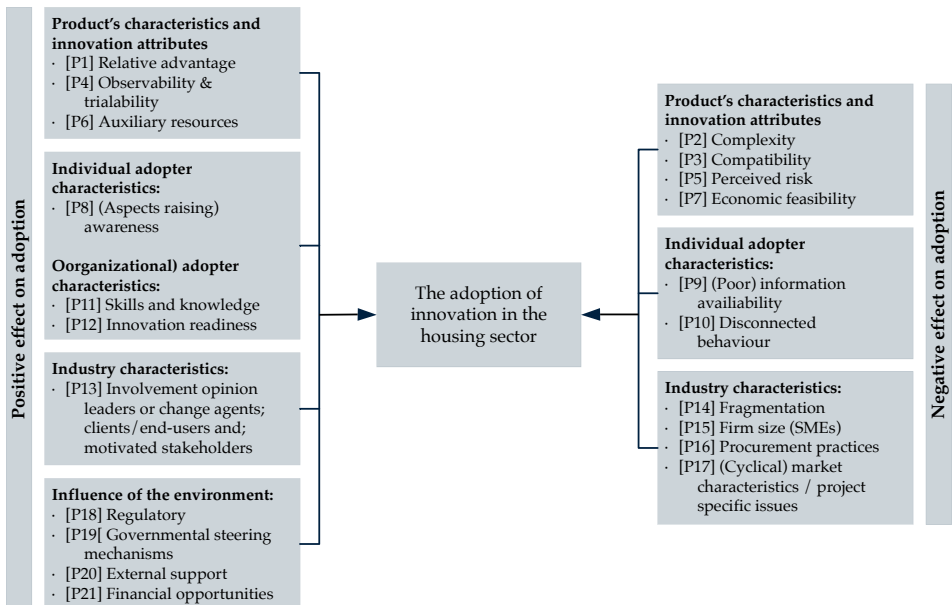 Positive effect on adoption
Product's characteristics and
innovation attributes
· [P1] Relative advantage
· [P4] Observability &
trialability
· [P6] Auxiliary resources
Individual adopter
characteristics:
· [P8] (Aspects raising)
awareness
Oorganizational) adopter
characteristics:
· [P11] Skills and knowledge
· [P12] Innovation readiness
Industry characteristics:
· [P13] Involvement opinion
leaders or change agents;
clients/end-users and;
motivated stakeholders
Influence of the environment:
· [P18] Regulatory
· [P19[ Governmental steering
mechanisms
· [P20] External support
· [P21] Financial opportunities
The adoption of
innovation in the
housing sector
Product's characteristics and
innovation attributes
· [P2] Complexity
· [P3] Compatibility
· [P5] Perceived risk
· [P7] Economic feasibility
Individual adopter
characteristics:
· [P9] (Poor) information
availiability
· [P10] Disconnected
behaviour
Industry characteristics:
· [P14] Fragmentation
· [P15] Firm size (SMEs)
· [P16] Procurement practices
· [P17] (Cyclical) market
characteristics / project
specific issues
Negative effect on adoption